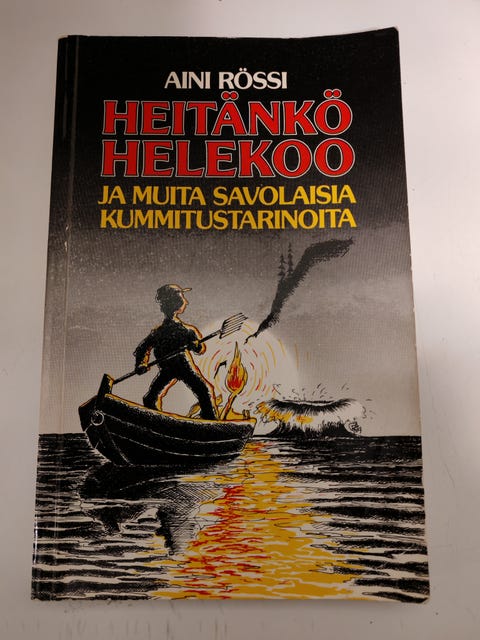 AINI RÖSSI
HEITÄNKÖ
HELEKOO
JA MUITA SAVOLAISIA
KUMMITUSTARINOITA